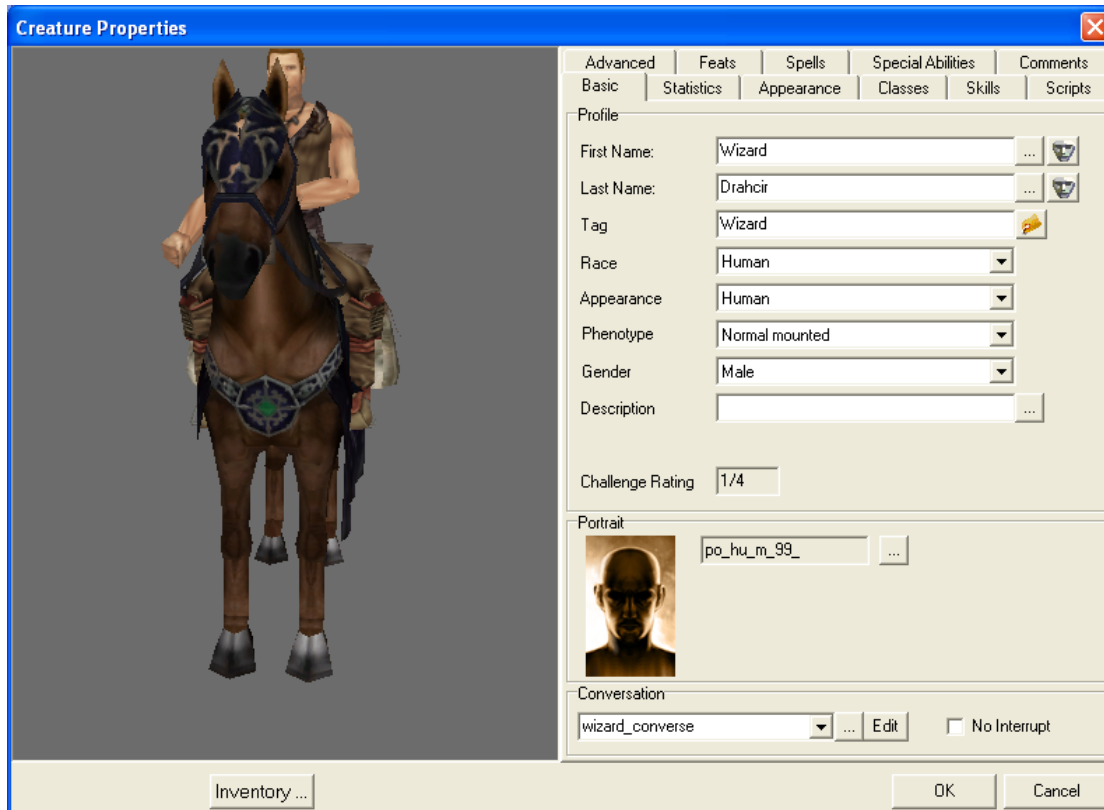 Creature Properties
Advanced Feats Spells Special Abilities Comments
Basic Statistics Appearance Classes Skills Scripts
Profile
First Name: Wizard ...
Last Name: Drahcir ...
Tag Wizard
Race Human
Appearance Human
Phenotype Normal mounted
Gender Male
Description ...
Challenge Rating 1/4
Portrait
po_hu_m_99_ ...
Conversation
wizard_converse ... Edit No Interrupt
Inventory ... OK Cancel